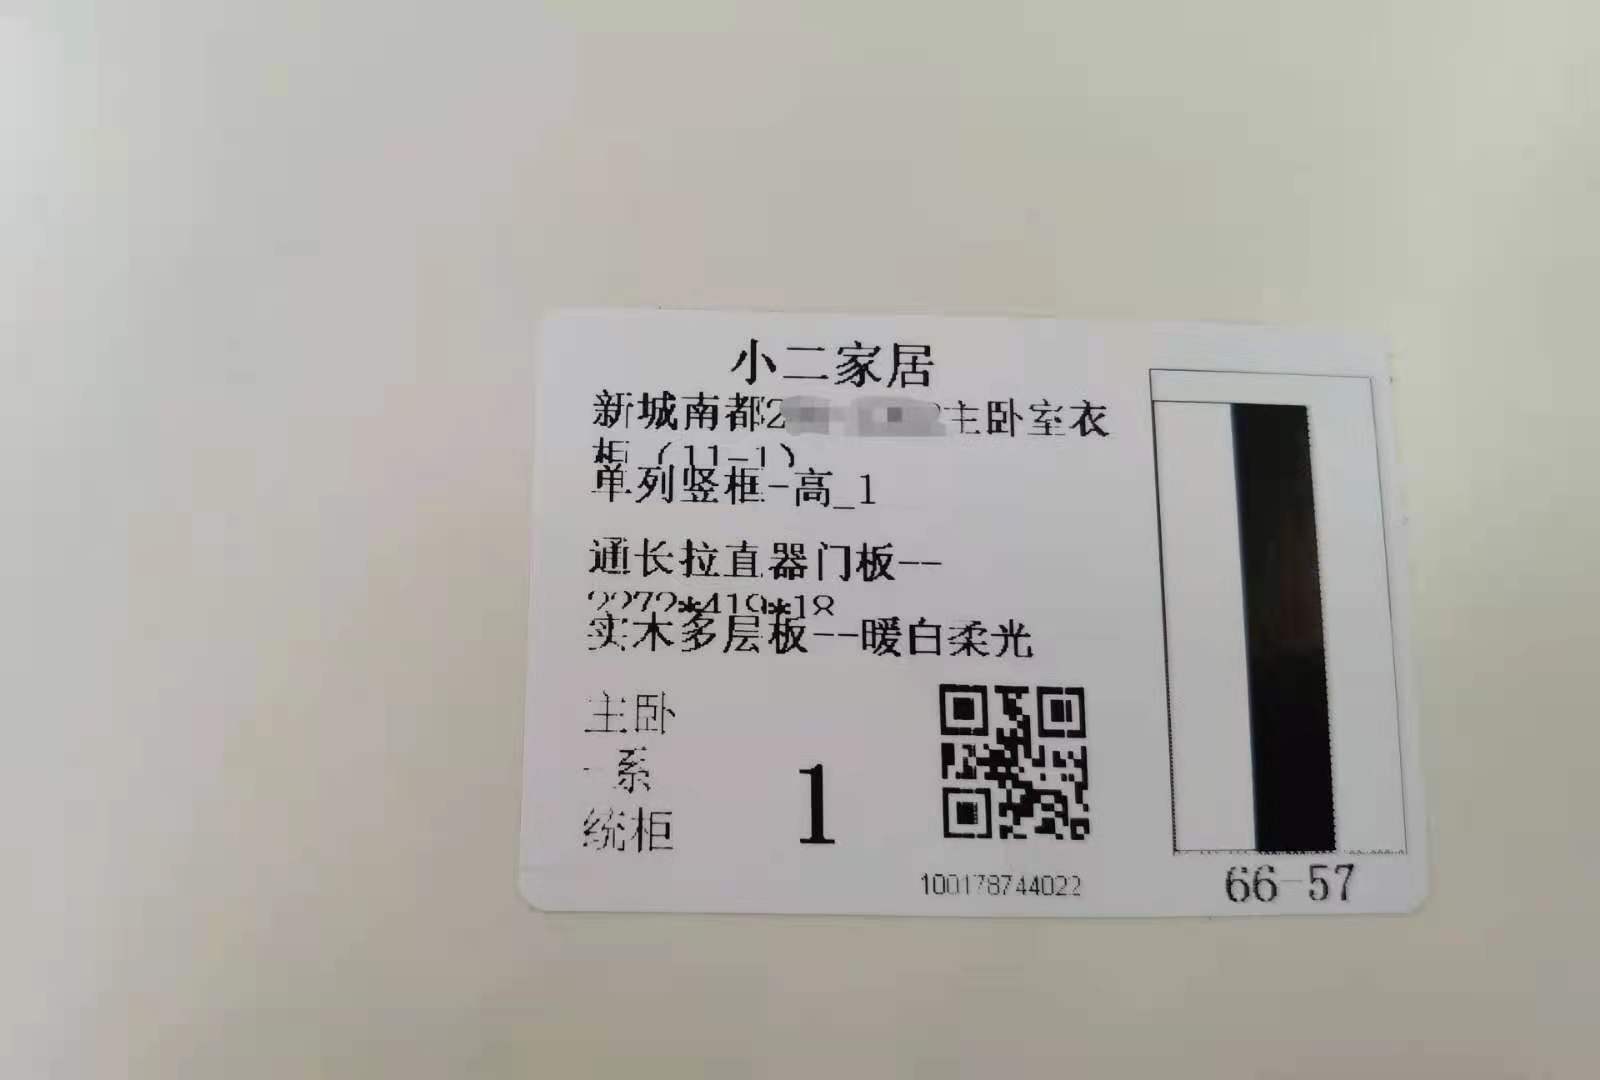 小二家居
新城南都2 主卧室衣
柜（11-1）
单列竖框-高_1
通长拉直器门板--
2272*419*18
实木多层板--暖白柔光
主卧
-系
统柜
1
100178744022
66-57